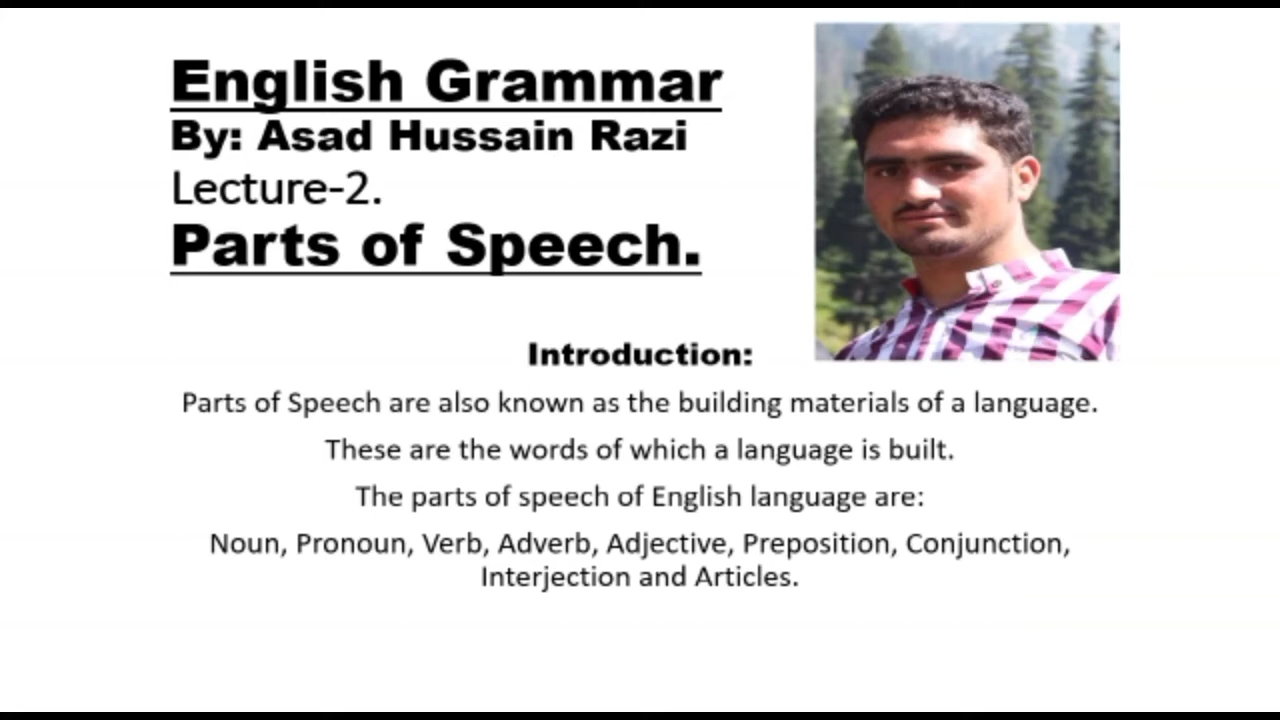 English Grammar
By: Asad Hussain Razi
Lecture-2.
Parts of Speech.
Introduction:
Parts of Speech are also known as the building materials of a language.
These are the words of which a language is built.
The parts of speech of English language are:
Noun, Pronoun, Verb, Adverb, Adjective, Preposition, Conjunction,
Interjection and Articles.